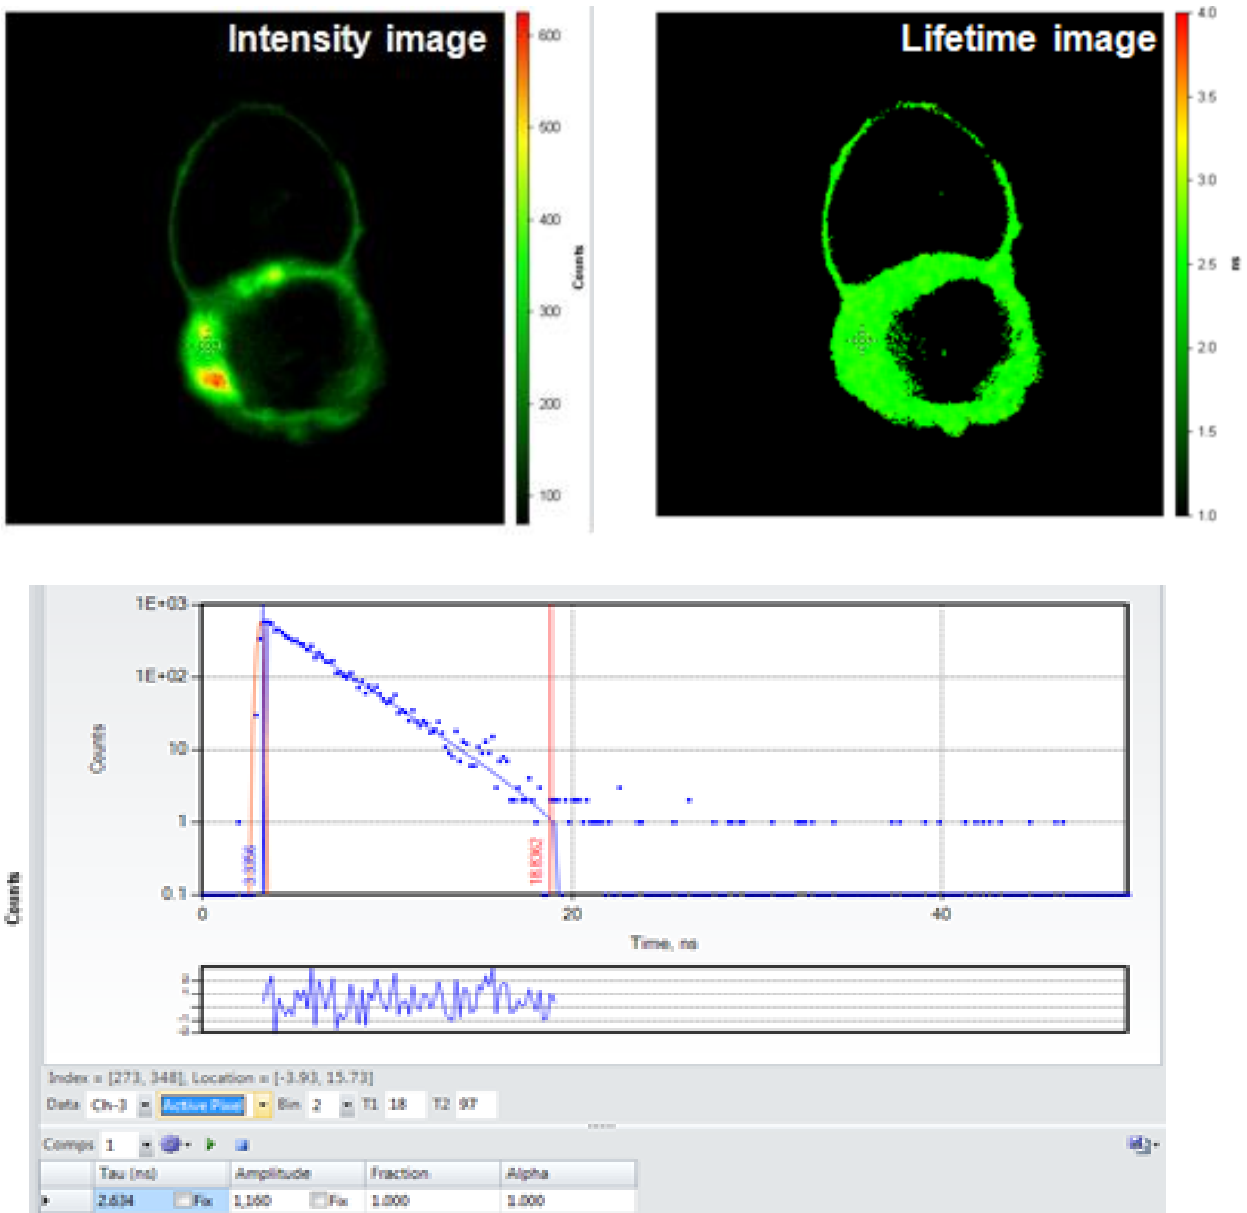 Intensity image
600
500
400
300
200
100
Counts
Lifetime image
4.0
3.5
3.0
2.5
2.0
1.5
1.0
ns
1E+03
1E+02
10
1
0.1
Counts
0 20 40
Time, ns
Counts
Index = [273, 348], Location = [-3.93, 15.73]
Data Ch-3 Active Pixel Bin 2 T1 18 T2 97
Comps 1
Tau (ns) Amplitude Fraction Alpha
2.634 Fix 1,160 Fix 1.000 1.000